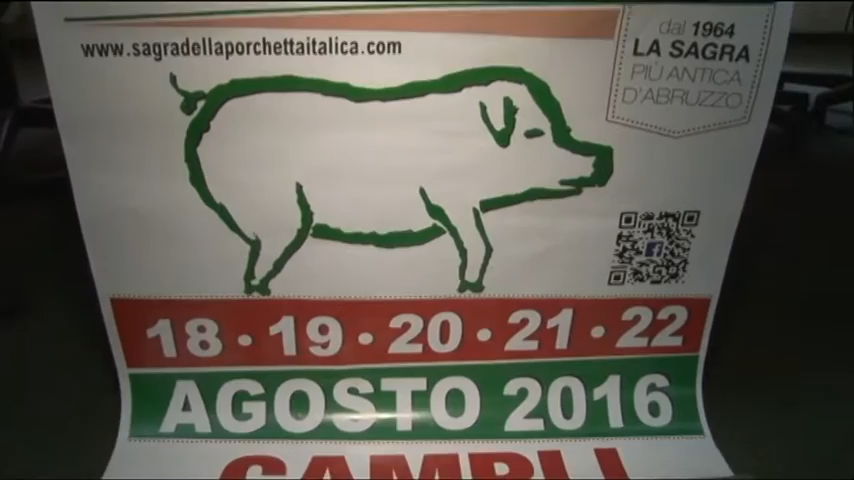 www.sagradellaporchettaitalica.com
dal 1964
LA SAGRA
PIÙ ANTICA
D'ABRUZZO
18 • 19 • 20 • 21 • 22
AGOSTO 2016
CAMPLI